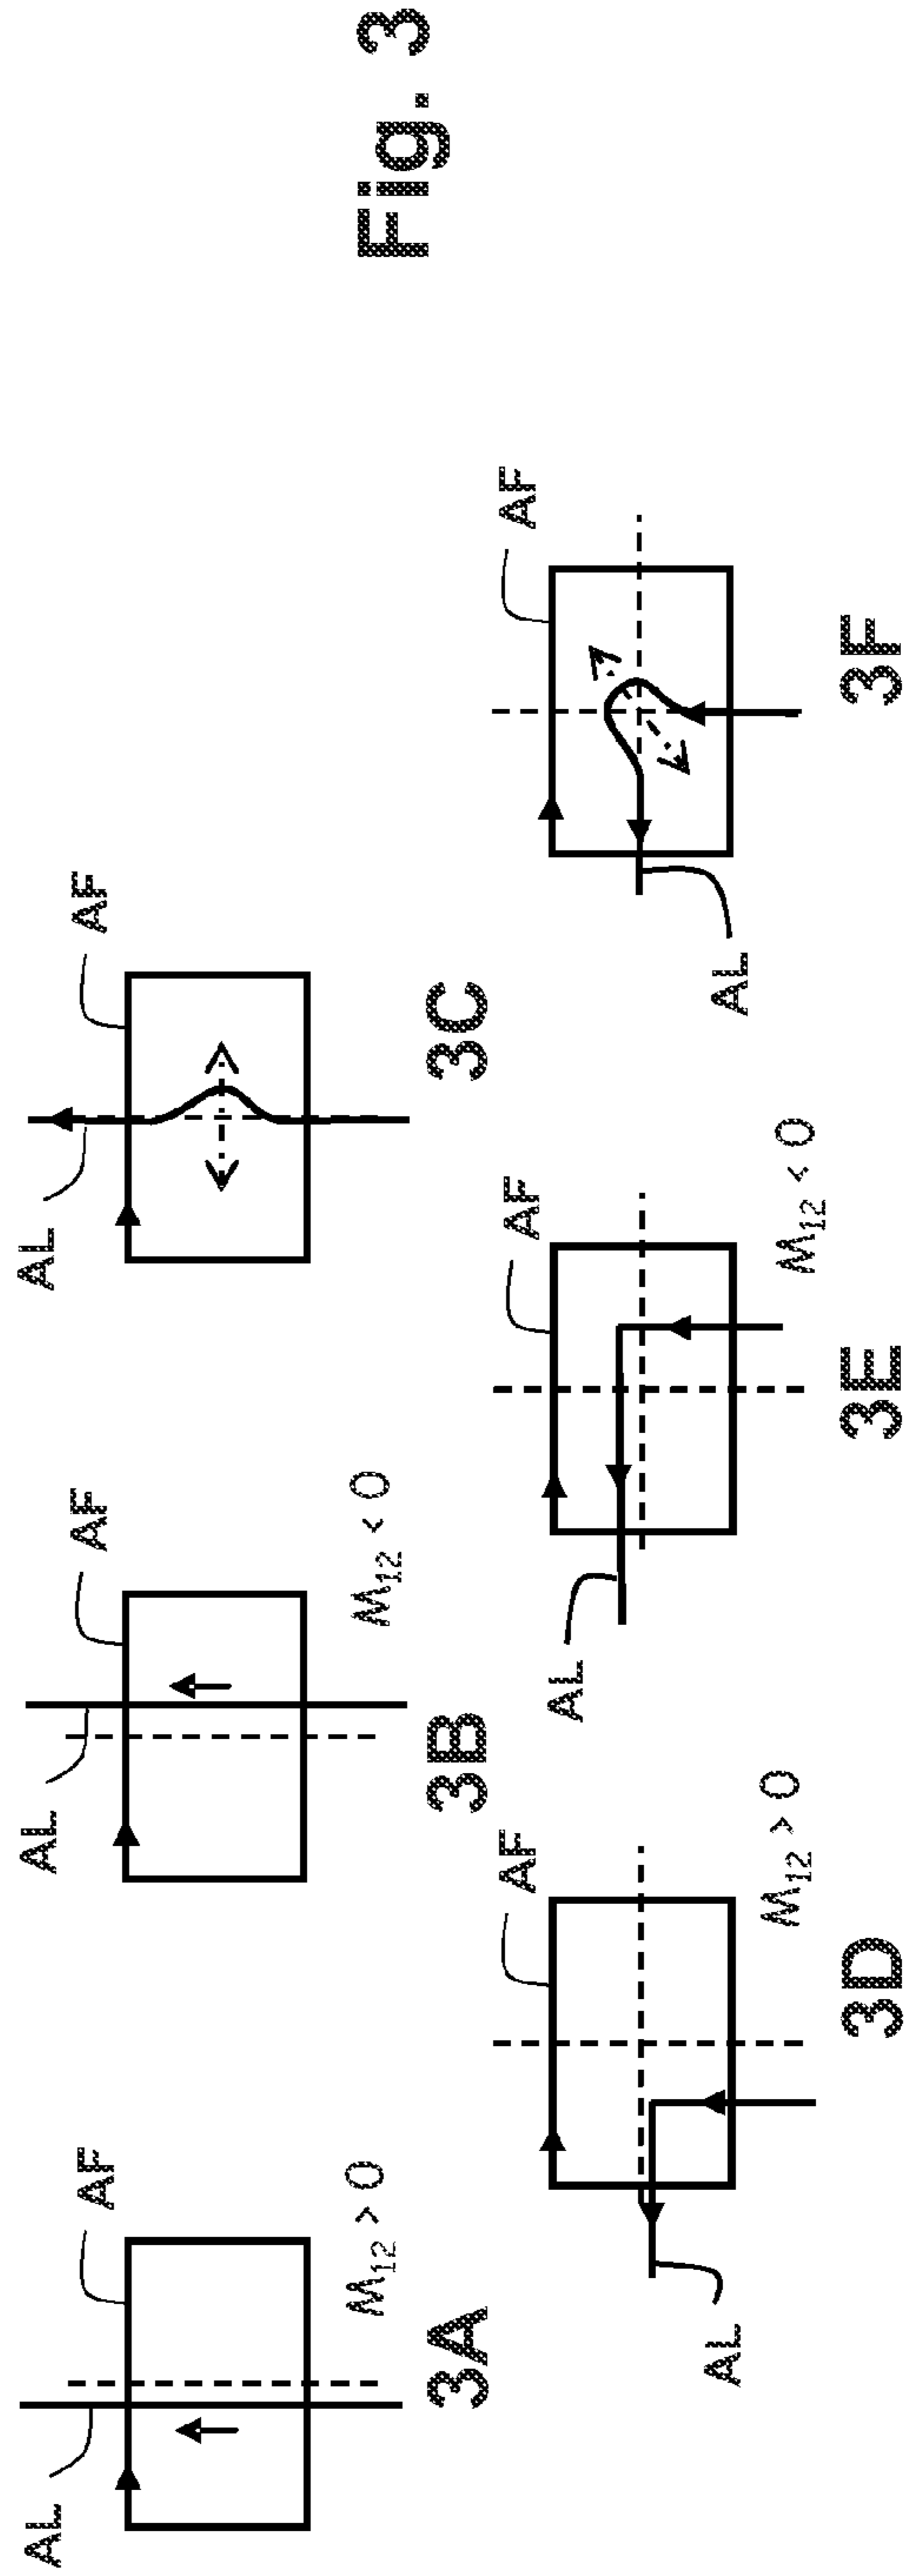 Fig. 3
AL
AF
M₁₂ > 0
3A
AL
AF
M₁₂ < 0
3B
AL
AF
3C
AL
AF
M₁₂ > 0
3D
AL
AF
M₁₂ < 0
3E
AL
AF
3F